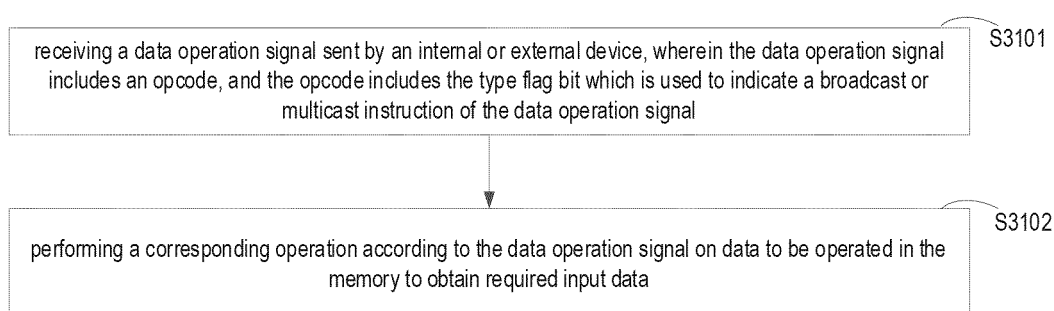 S3101
receiving a data operation signal sent by an internal or external device, wherein the data operation signal
includes an opcode, and the opcode includes the type flag bit which is used to indicate a broadcast or
multicast instruction of the data operation signal
S3102
performing a corresponding operation according to the data operation signal on data to be operated in the
memory to obtain required input data